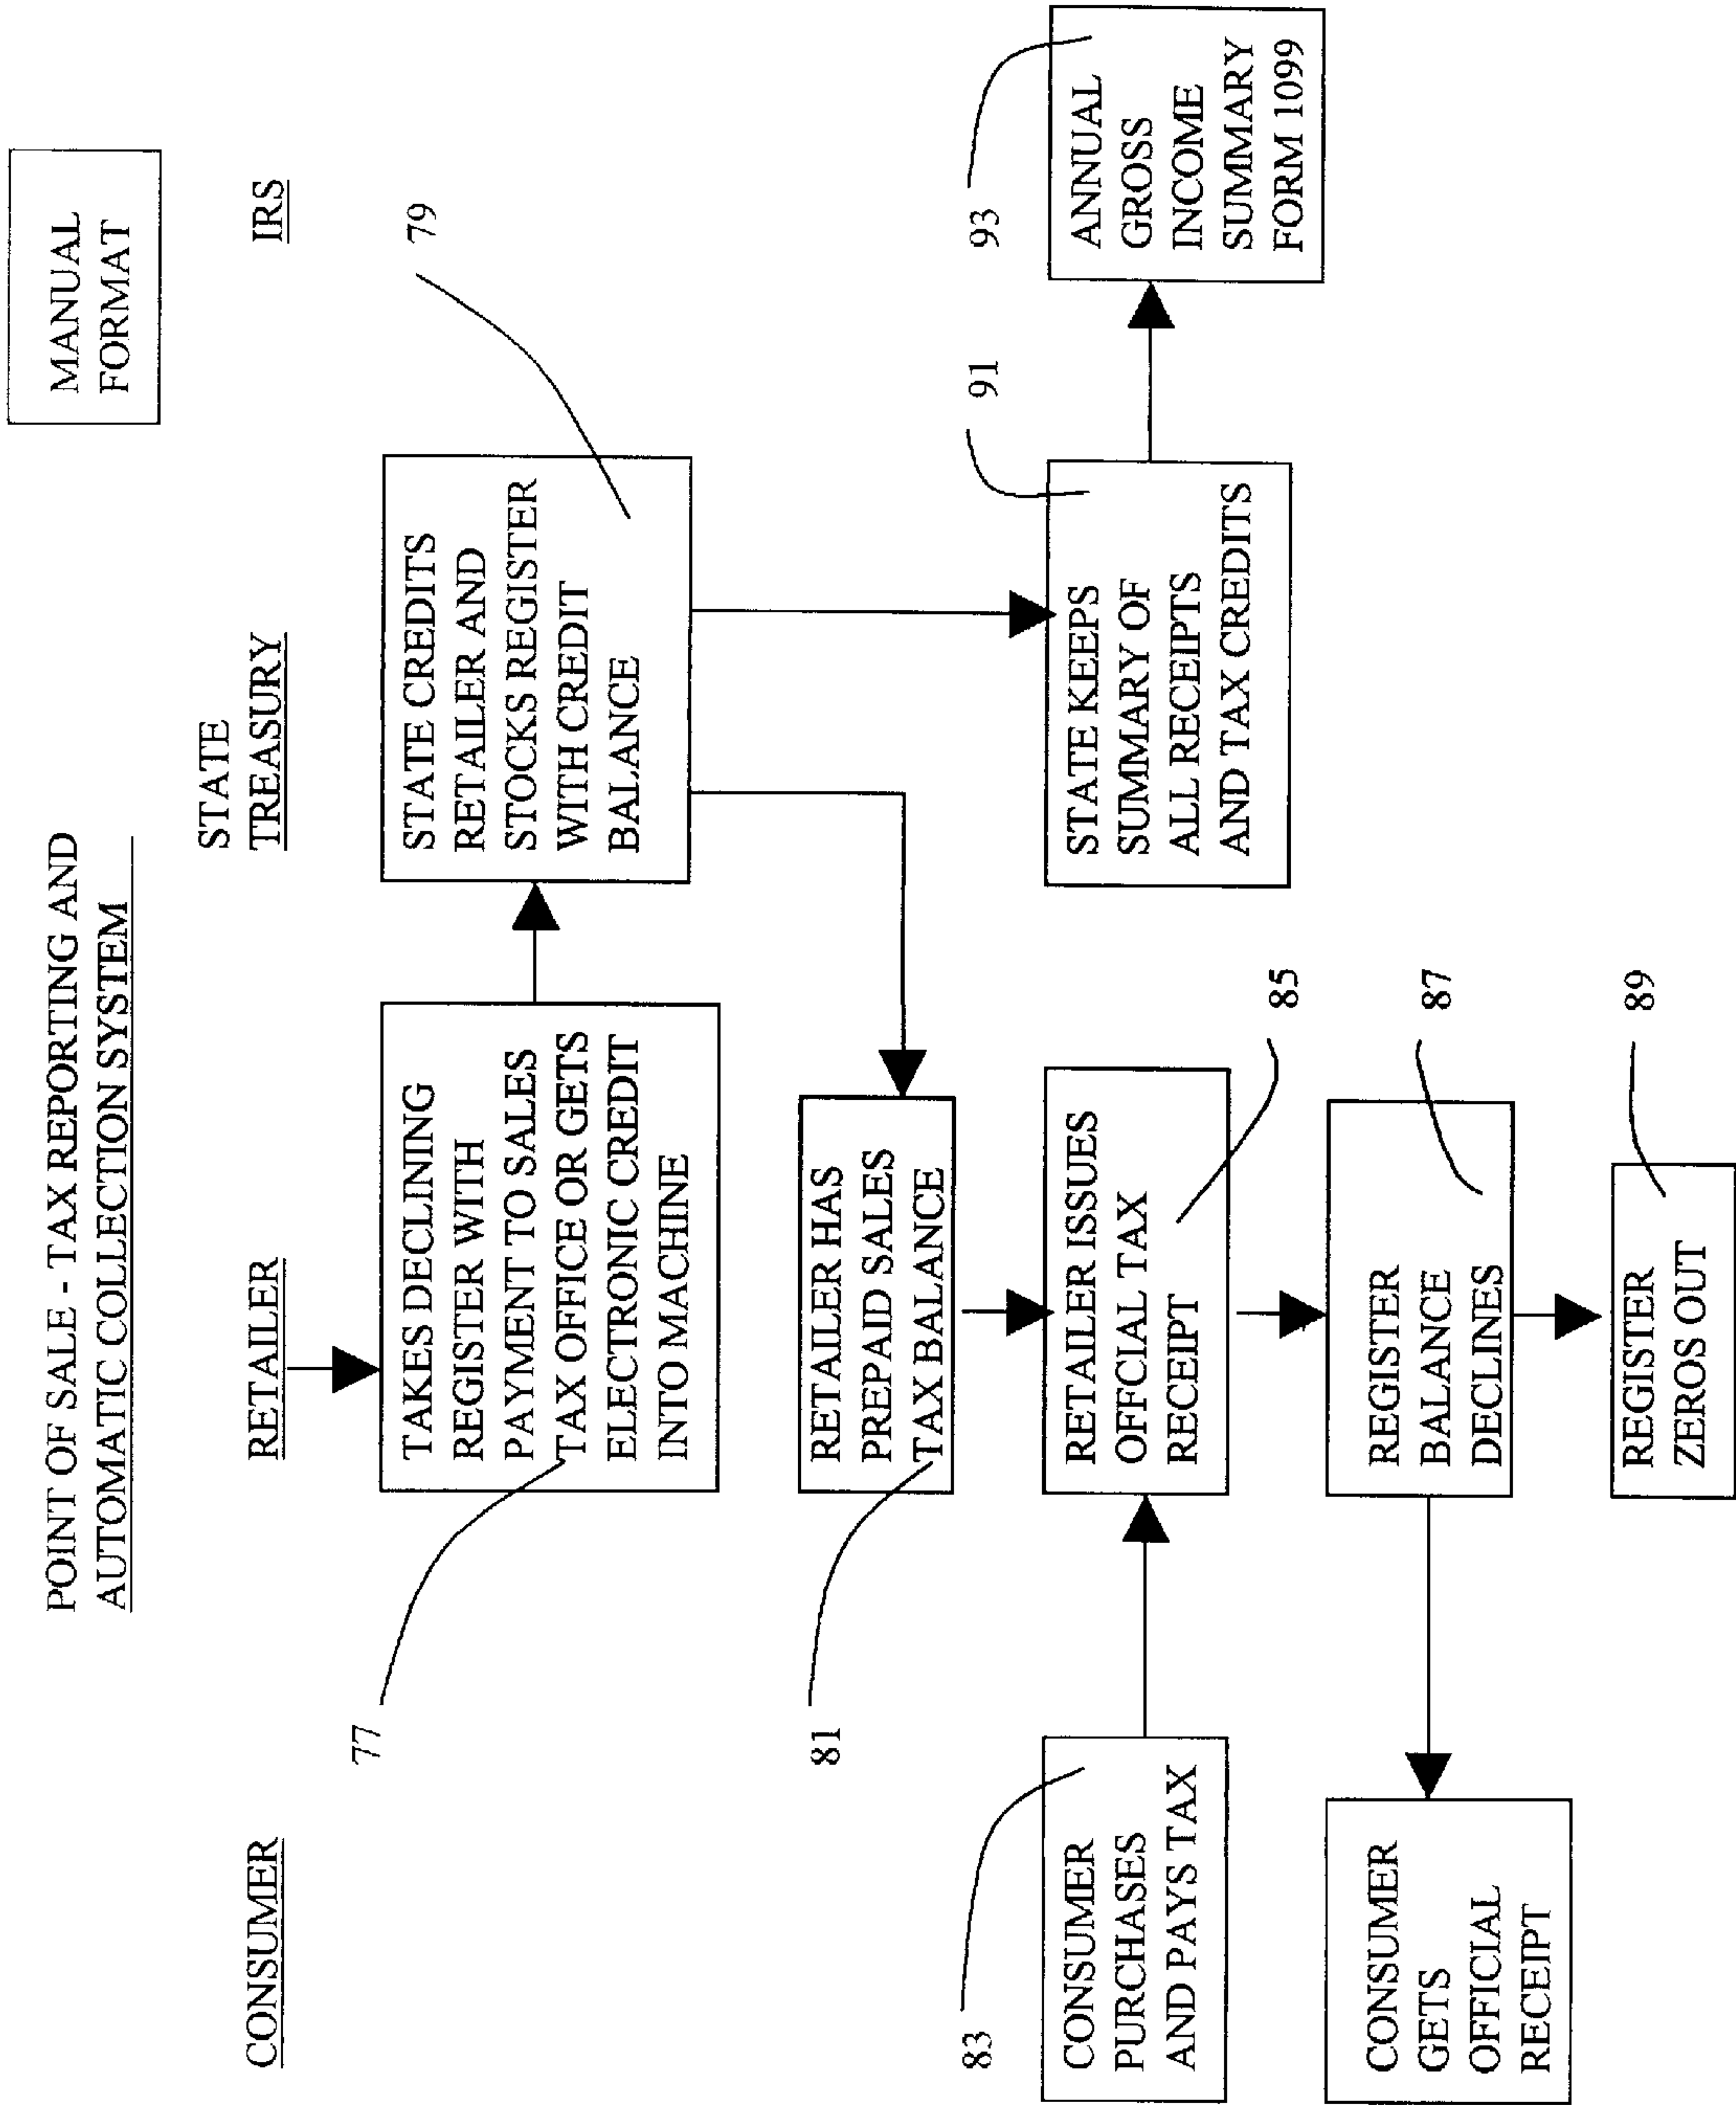 MANUAL
FORMAT
POINT OF SALE - TAX REPORTING AND
AUTOMATIC COLLECTION SYSTEM
CONSUMER
RETAILER
STATE
TREASURY
IRS
77
TAKES DECLINING
REGISTER WITH
PAYMENT TO SALES
TAX OFFICE OR GETS
ELECTRONIC CREDIT
INTO MACHINE
STATE CREDITS
RETAILER AND
STOCKS REGISTER
WITH CREDIT
BALANCE
79
81
RETAILER HAS
PREPAID SALES
TAX BALANCE
83
CONSUMER
PURCHASES
AND PAYS TAX
RETAILER ISSUES
OFFCIAL TAX
RECEIPT
85
STATE KEEPS
SUMMARY OF
ALL RECEIPTS
AND TAX CREDITS
91
ANNUAL
GROSS
INCOME
SUMMARY
FORM 1099
93
CONSUMER
GETS
OFFICIAL
RECEIPT
REGISTER
BALANCE
DECLINES
87
REGISTER
ZEROS OUT
89